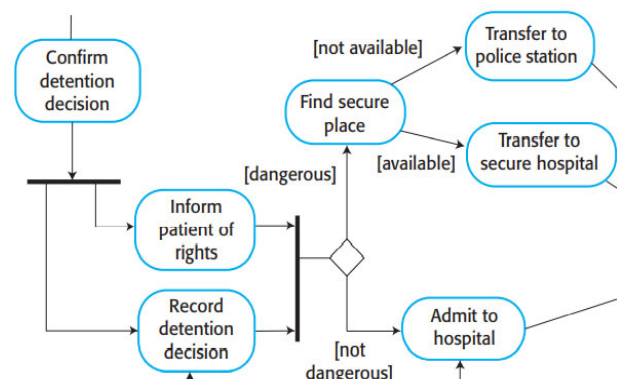 Confirm
detention
decision
Inform
patient of
rights
Record
detention
decision
[dangerous]
[not
dangerous]
Find secure
place
[not available]
[available]
Transfer to
police station
Transfer to
secure hospital
Admit to
hospital